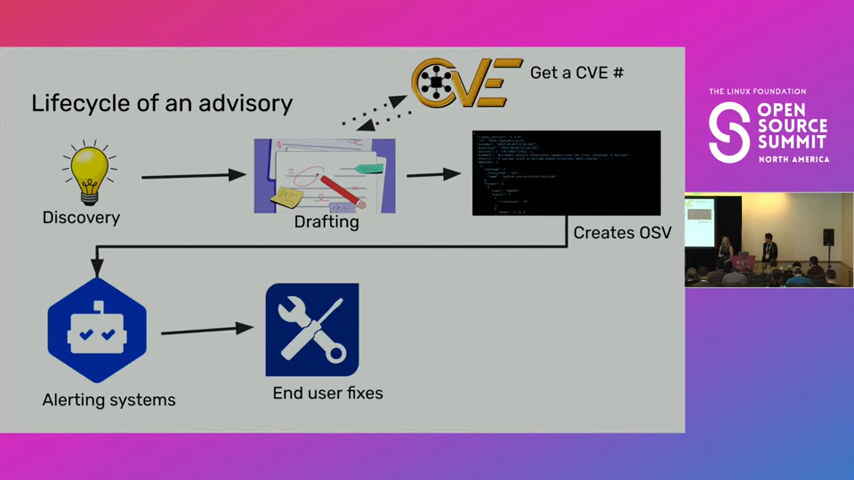 CVE
Get a CVE #
Lifecycle of an advisory
Discovery
Drafting
Creates OSV
Alerting systems
End user fixes
THE LINUX FOUNDATION
OPEN
SOURCE
SUMMIT
NORTH AMERICA